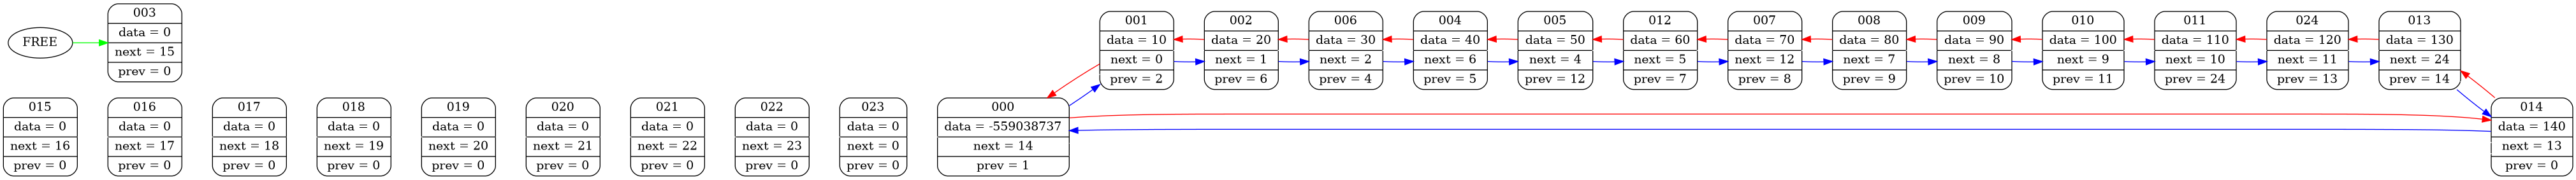 FREE
003
data = 0
next = 15
prev = 0
001
data = 10
next = 0
prev = 2
002
data = 20
next = 1
prev = 6
006
data = 30
next = 2
prev = 4
004
data = 40
next = 6
prev = 5
005
data = 50
next = 4
prev = 12
012
data = 60
next = 5
prev = 7
007
data = 70
next = 12
prev = 8
008
data = 80
next = 7
prev = 9
009
data = 90
next = 8
prev = 10
010
data = 100
next = 9
prev = 11
011
data = 110
next = 10
prev = 24
024
data = 120
next = 11
prev = 13
013
data = 130
next = 24
prev = 14
015
data = 0
next = 16
prev = 0
016
data = 0
next = 17
prev = 0
017
data = 0
next = 18
prev = 0
018
data = 0
next = 19
prev = 0
019
data = 0
next = 20
prev = 0
020
data = 0
next = 21
prev = 0
021
data = 0
next = 22
prev = 0
022
data = 0
next = 23
prev = 0
023
data = 0
next = 0
prev = 0
000
data = -559038737
next = 14
prev = 1
014
data = 140
next = 13
prev = 0